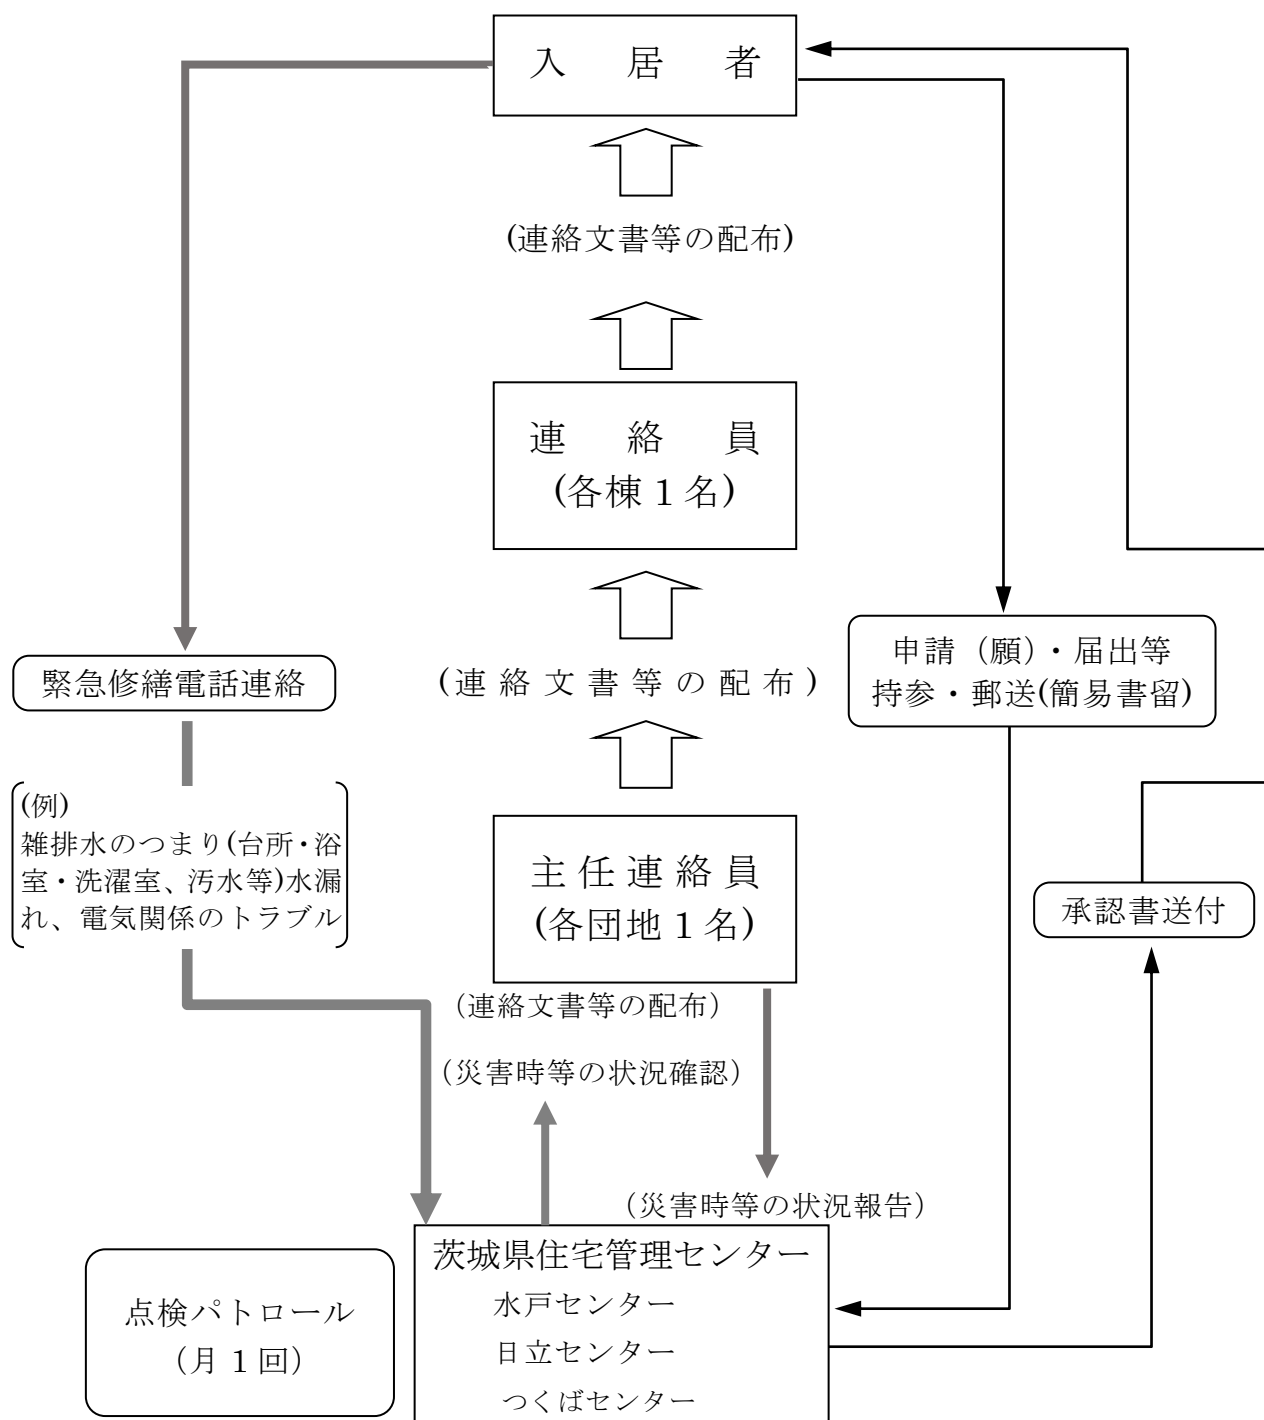 入居者
(連絡文書等の配布)
連絡員
(各棟1名)
緊急修繕電話連絡
(連絡文書等の配布)
申請（願）・届出等
持参・郵送(簡易書留)
(例)
雑排水のつまり(台所・浴
室・洗濯室、汚水等)水漏
れ、電気関係のトラブル
主任連絡員
(各団地1名)
承認書送付
（連絡文書等の配布）
（災害時等の状況確認）
（災害時等の状況報告）
茨城県住宅管理センター
水戸センター
日立センター
つくばセンター
点検パトロール
（月1回）